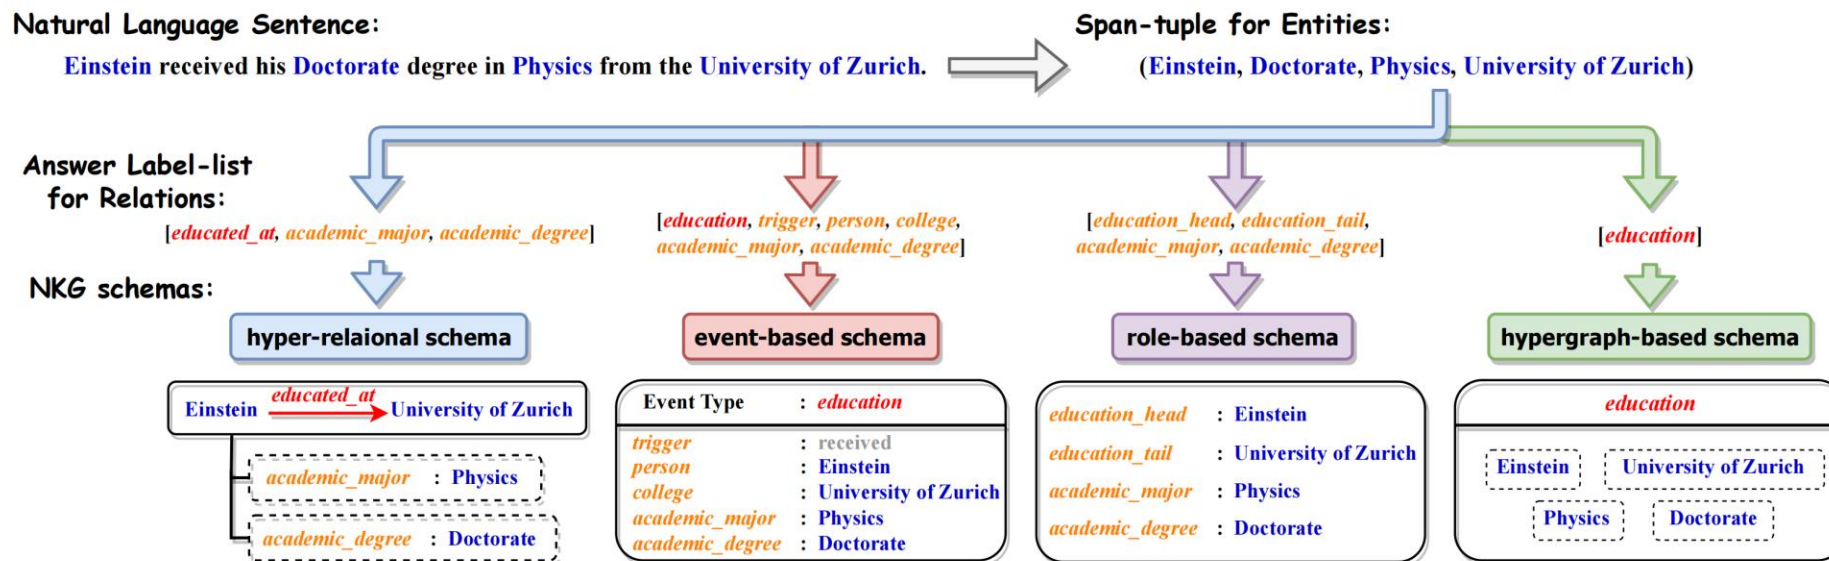 Natural Language Sentence:
Einstein received his Doctorate degree in Physics from the University of Zurich.
Span-tuple for Entities:
(Einstein, Doctorate, Physics, University of Zurich)
Answer Label-list
for Relations:
[educated_at, academic_major, academic_degree]
[education, trigger, person, college,
academic_major, academic_degree]
[education_head, education_tail,
academic_major, academic_degree]
[education]
NKG schemas:
hyper-relaional schema
event-based schema
role-based schema
hypergraph-based schema
educated_at
Einstein University of Zurich
academic_major : Physics
academic_degree : Doctorate
Event Type : education
trigger : received
person : Einstein
college : University of Zurich
academic_major : Physics
academic_degree : Doctorate
education_head : Einstein
education_tail : University of Zurich
academic_major : Physics
academic_degree : Doctorate
education
Einstein University of Zurich
Physics Doctorate